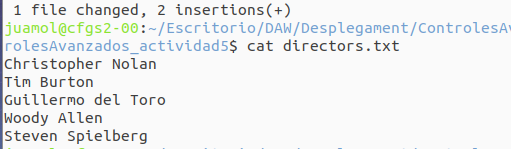 1 file changed, 2 insertions(+)
juamol@cfgs2-00:~/Escritorio/DAW/Desplegament/ControlesAv
rolesAvanzados_actividad5$ cat directors.txt
Christopher Nolan
Tim Burton
Guillermo del Toro
Woody Allen
Steven Spielberg